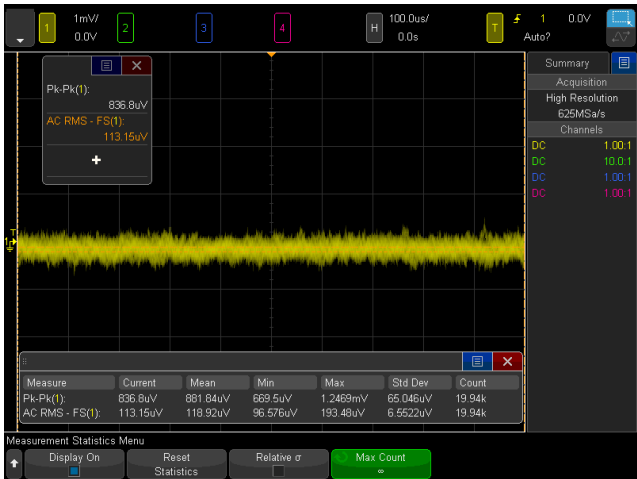 1 1mV/ 2 3 4 H 100.0us/ T 1 0.0V
0.0V 0.0s Auto?
Summary
Acquisition
High Resolution
625MSa/s
Channels
DC 1.00:1
DC 10.0:1
DC 1.00:1
DC 1.00:1
Pk-Pk(1):
836.8uV
AC RMS - FS(1):
113.15uV
T
1
Measure Current Mean Min Max Std Dev Count
Pk-Pk(1): 836.8uV 881.84uV 669.5uV 1.2469mV 65.046uV 19.94k
AC RMS - FS(1): 113.15uV 118.92uV 96.576uV 193.48uV 6.5522uV 19.94k
Measurement Statistics Menu
Display On Reset Statistics Relative σ Max Count ∞